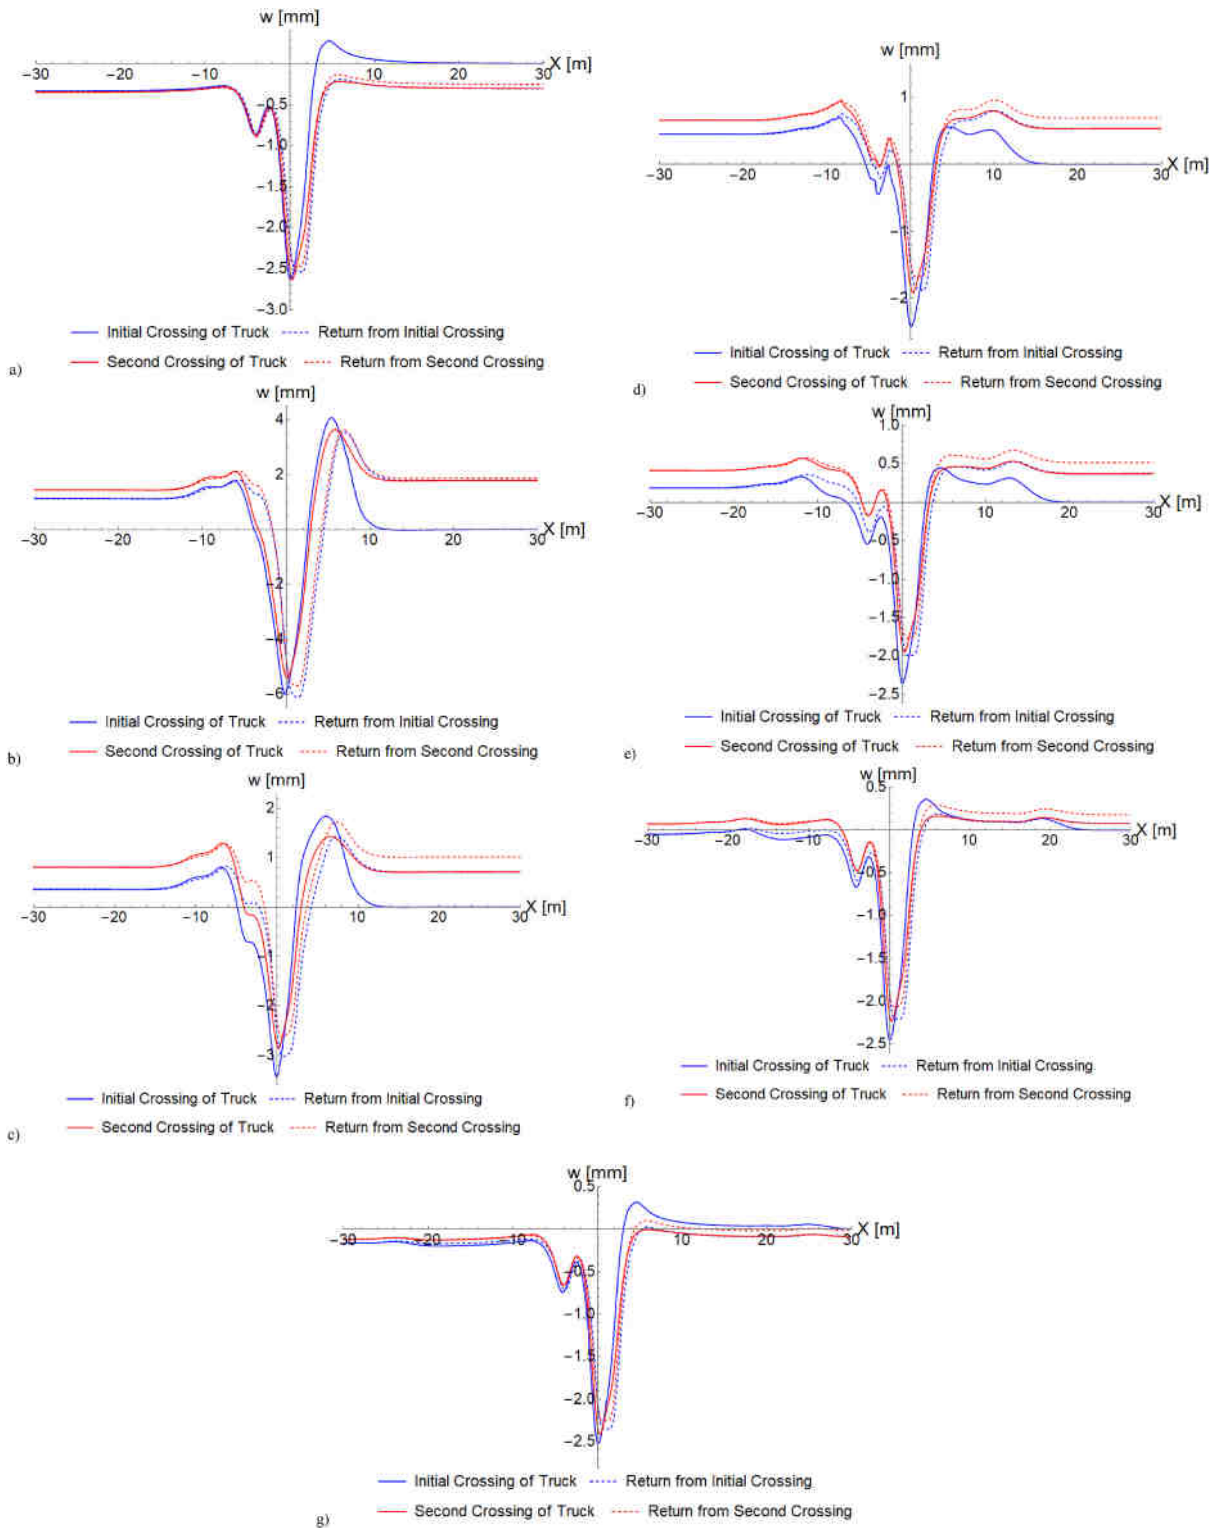 w [mm]
X [m]
−30 −20 −10 10 20 30
−0.5
−1.0
−1.5
−2.0
−2.5
−3.0
Initial Crossing of Truck Return from Initial Crossing
Second Crossing of Truck Return from Second Crossing
a)
w [mm]
4
2
X [m]
−30 −20 −10 10 20 30
−2
−4
−6
Initial Crossing of Truck Return from Initial Crossing
Second Crossing of Truck Return from Second Crossing
b)
w [mm]
2
1
X [m]
−30 −20 −10 10 20 30
−1
−2
−3
Initial Crossing of Truck Return from Initial Crossing
Second Crossing of Truck Return from Second Crossing
c)
w [mm]
1
X [m]
−30 −20 −10 10 20 30
−1
−2
Initial Crossing of Truck Return from Initial Crossing
Second Crossing of Truck Return from Second Crossing
d)
w [mm]
1.0
0.5
X [m]
−30 −20 −10 10 20 30
−0.5
−1.0
−1.5
−2.0
−2.5
Initial Crossing of Truck Return from Initial Crossing
Second Crossing of Truck Return from Second Crossing
e)
w [mm]
0.5
X [m]
−30 −20 −10 10 20 30
−0.5
−1.0
−1.5
−2.0
−2.5
Initial Crossing of Truck Return from Initial Crossing
Second Crossing of Truck Return from Second Crossing
f)
w [mm]
0.5
X [m]
−30 −20 −10 10 20 30
−0.5
−1.0
−1.5
−2.0
−2.5
Initial Crossing of Truck Return from Initial Crossing
Second Crossing of Truck Return from Second Crossing
g)